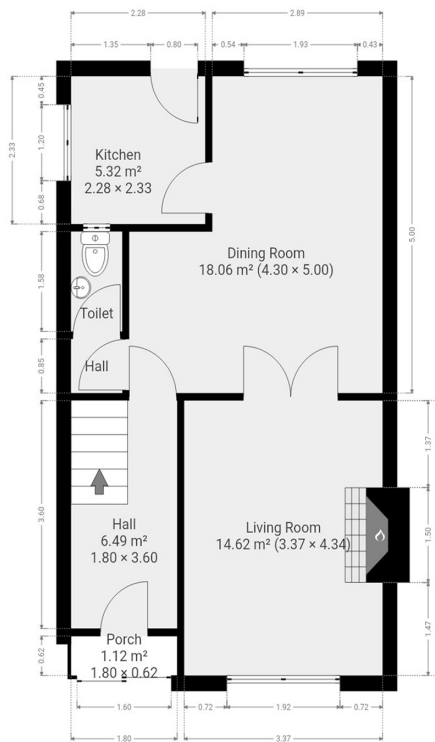 2.28
2.89
1.35
0.80
0.54
1.93
0.43
0.45
2.33
1.20
0.68
Kitchen
5.32 m²
2.28 × 2.33
5.00
Dining Room
18.06 m² (4.30 × 5.00)
1.58
Toilet
0.85
Hall
3.60
1.37
Hall
6.49 m²
1.80 × 3.60
Living Room
14.62 m² (3.37 × 4.34)
1.50
Porch
1.12 m²
1.80 × 0.62
0.62
1.47
1.60
0.72
1.92
0.72
1.80
3.37